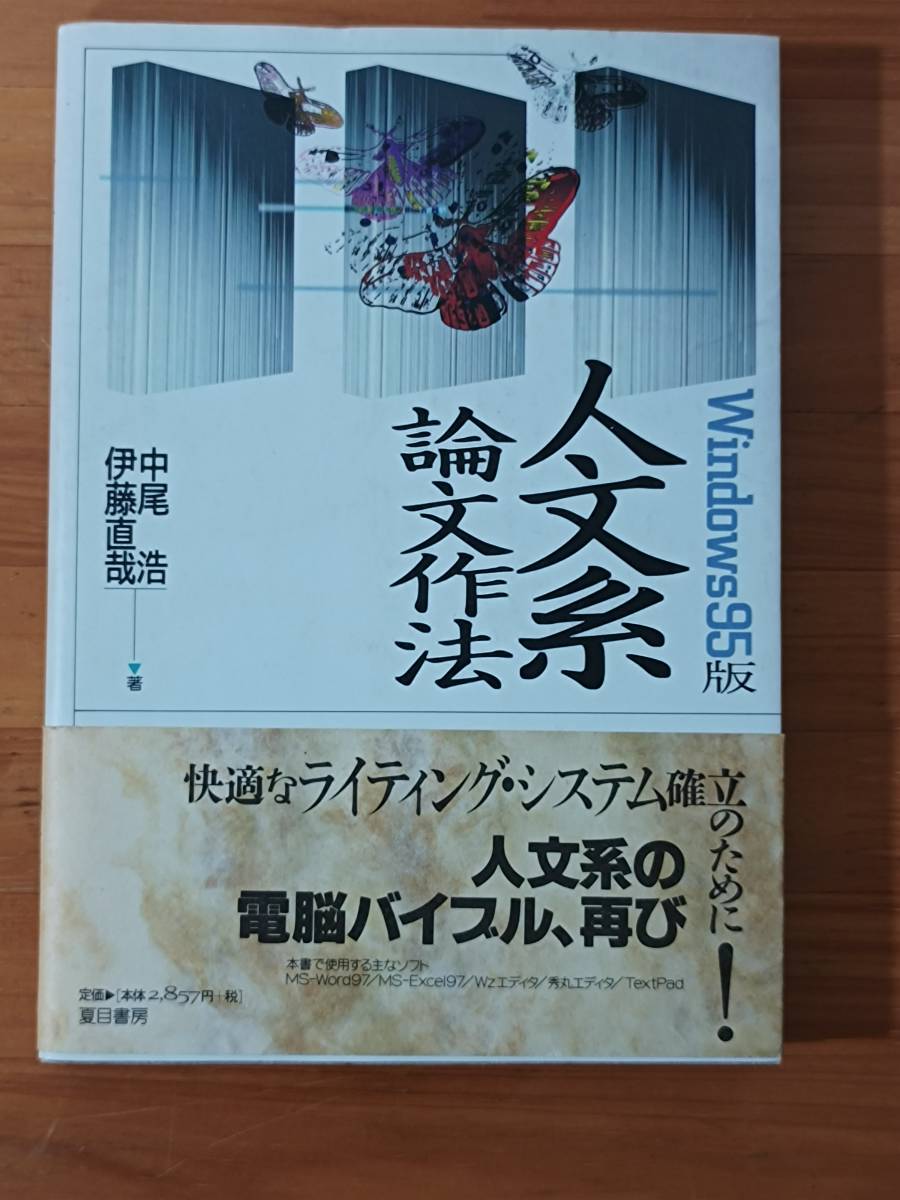 Windows95版
人文系
論文作法
中尾 浩
伊藤直哉
著
快適なライティング・システム確立のために!
人文系の
電脳バイブル、再び
本書で使用する主なソフト
MS-Word97/MS-Excel97/Wzエディタ/秀丸エディタ/TextPad
定価▶[本体2,857円+税]
夏目書房